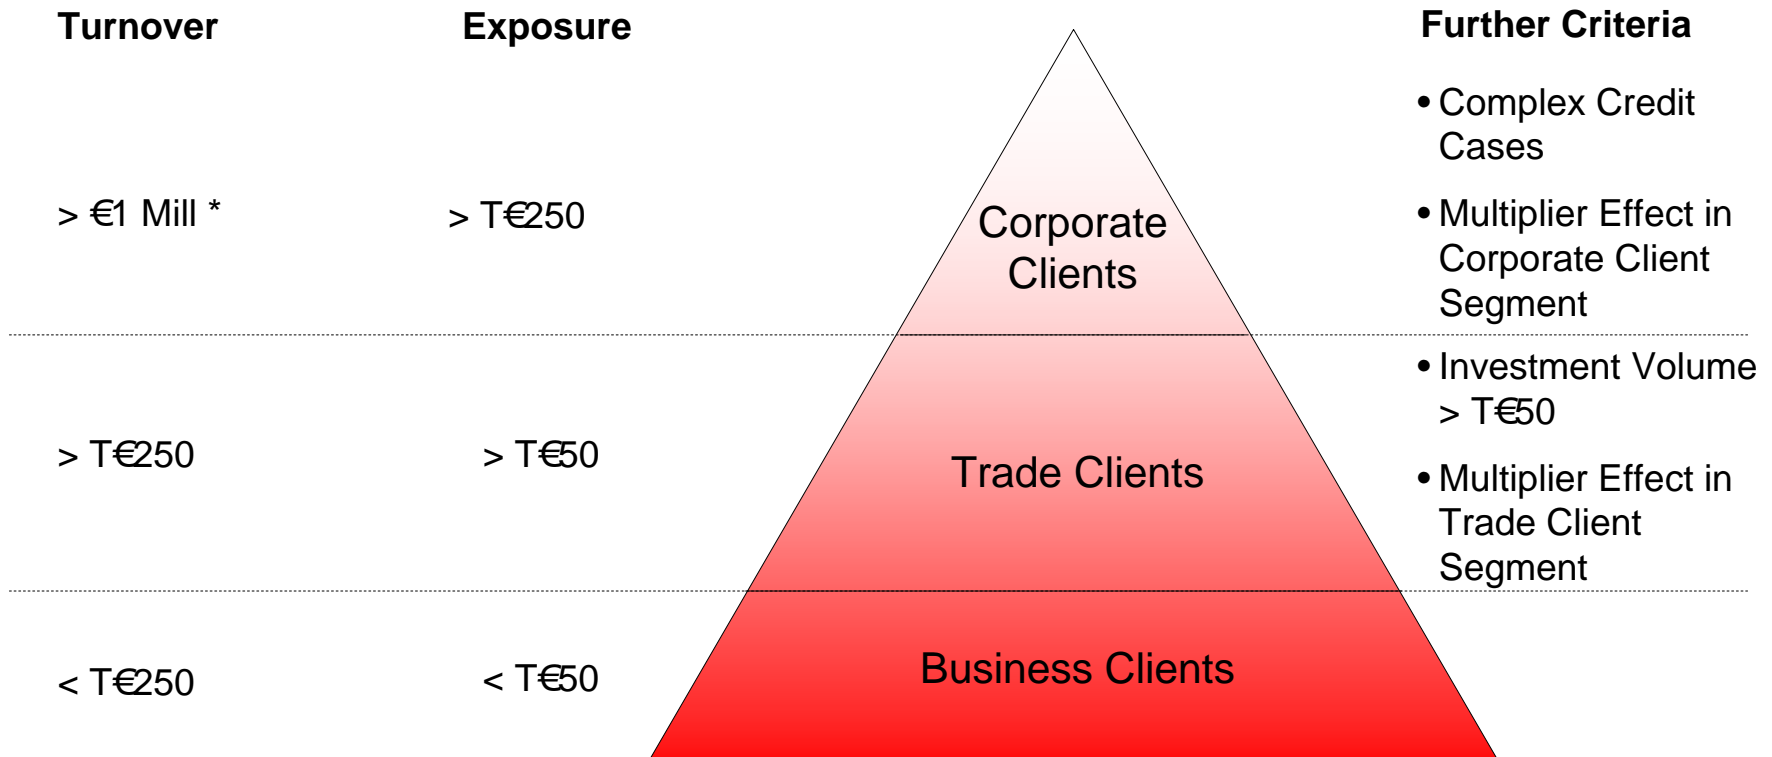 Turnover
Exposure
Further Criteria
> €1 Mill *
> T€250
Corporate
Clients
• Complex Credit
Cases
• Multiplier Effect in
Corporate Client
Segment
> T€250
> T€50
Trade Clients
• Investment Volume
> T€50
• Multiplier Effect in
Trade Client
Segment
< T€250
< T€50
Business Clients